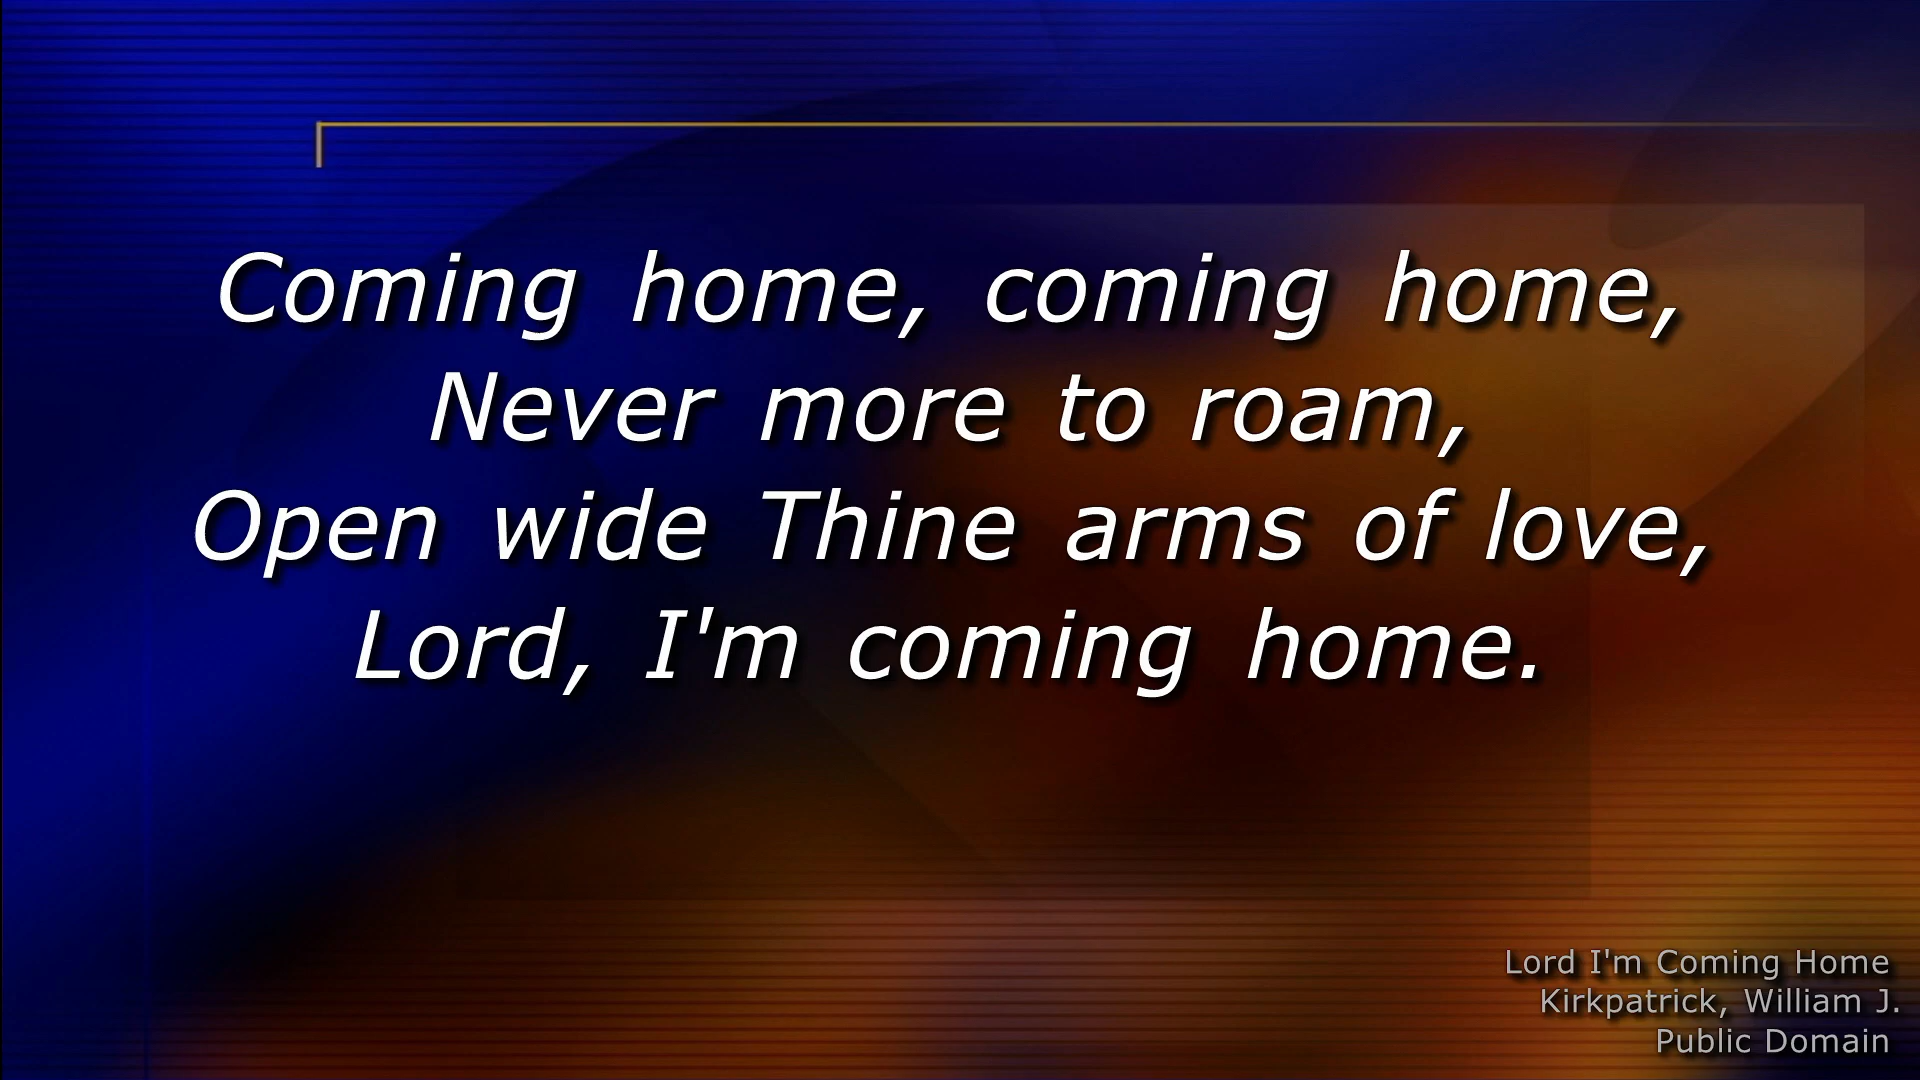 Coming home, coming home,
Never more to roam,
Open wide Thine arms of love,
Lord, I'm coming home.
Lord I'm Coming Home
Kirkpatrick, William J.
Public Domain